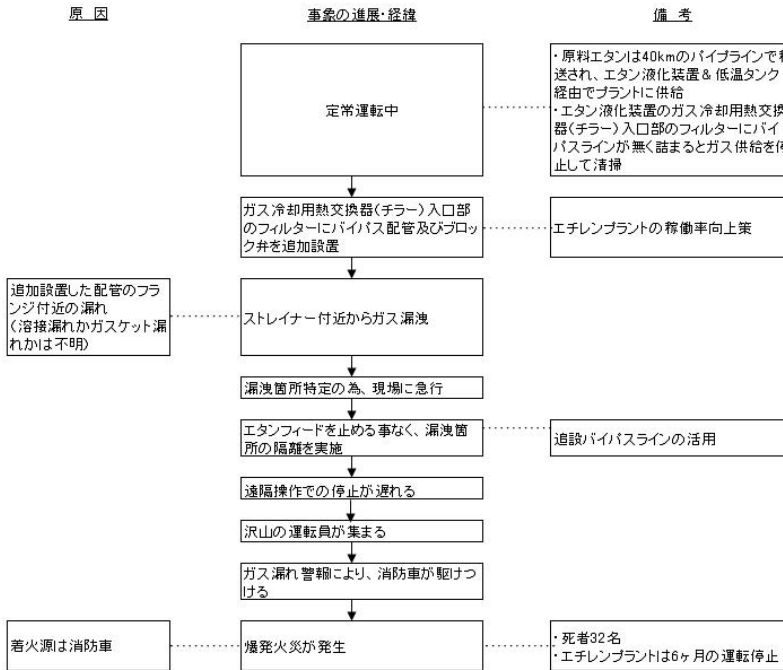 原 因
事象の進展・経緯
備 考
定常運転中
・原料エタンは40kmのパイプラインで
送され、エタン液化装置＆低温タンク
経由でプラントに供給
・エタン液化装置のガス冷却用熱交換
器(チラー)入口部のフィルターにバイ
パスラインが無く詰まるとガス供給を停
止して清掃
ガス冷却用熱交換器(チラー)入口部
のフィルターにバイパス配管及びブロッ
ク弁を追加設置
エチレンプラントの稼働率向上策
追加設置した配管のフラ
ンジ付近の漏れ
(溶接漏れかガスケット漏
れかは不明)
ストレイナー付近からガス漏洩
漏洩箇所特定の為、現場に急行
エタンフィードを止める事なく、漏洩箇
所の隔離を実施
追設バイパスラインの活用
遠隔操作での停止が遅れる
沢山の運転員が集まる
ガス漏れ警報により、消防車が駆けつ
ける
着火源は消防車
爆発火災が発生
・死者32名
・エチレンプラントは6ヶ月の運転停止